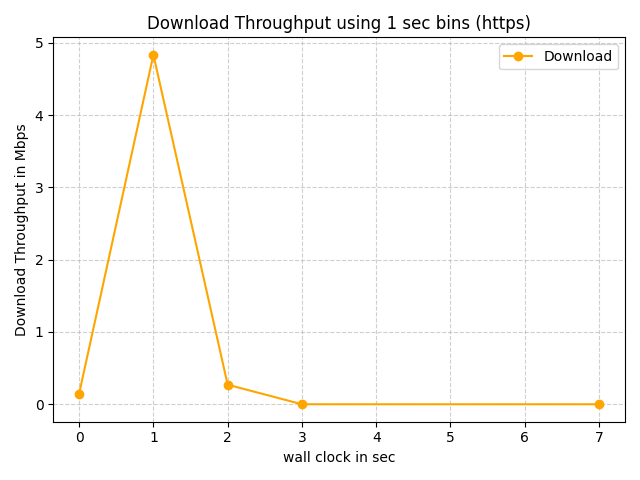 Download Throughput using 1 sec bins (https)
Download
Download Throughput in Mbps
5
4
3
2
1
0
0 1 2 3 4 5 6 7
wall clock in sec